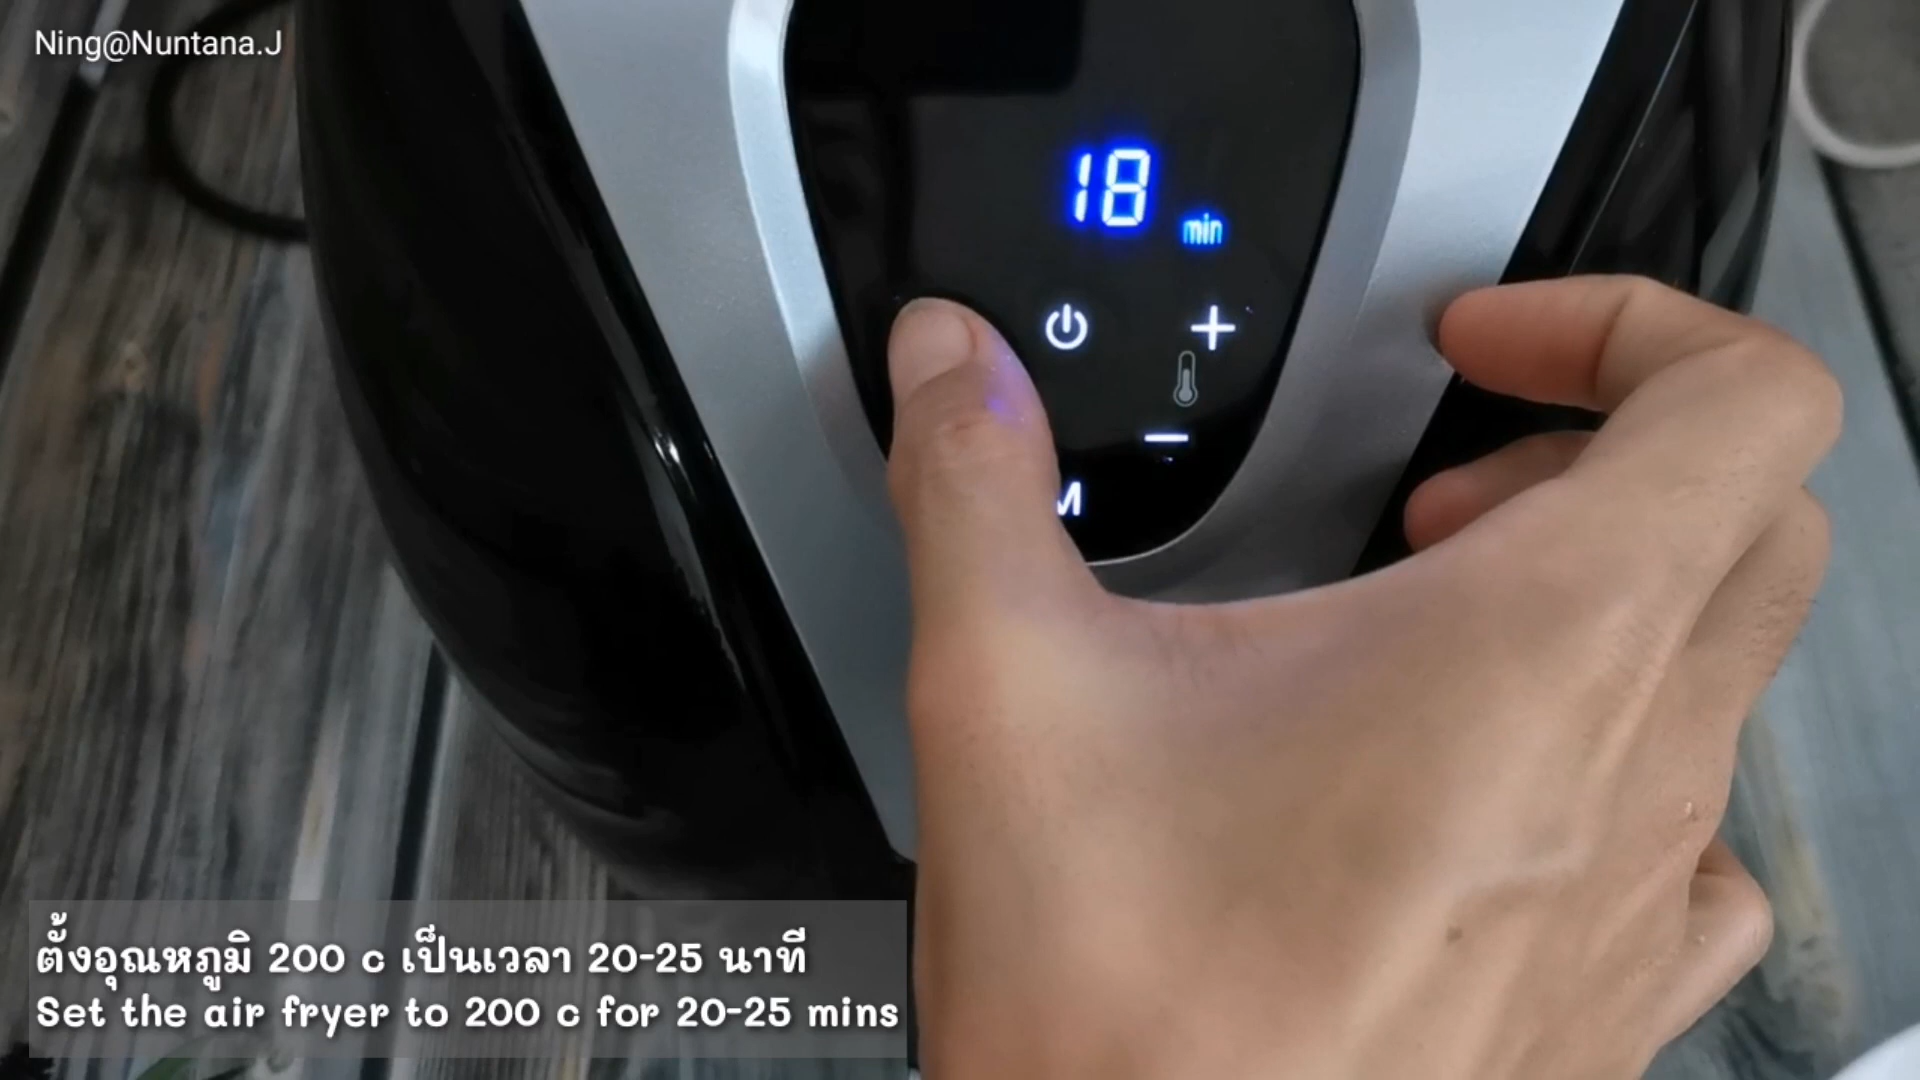 Ning@Nuntana.J
18
min
M
ตั้งอุณหภูมิ 200 c เป็นเวลา 20-25 นาที
Set the air fryer to 200 c for 20-25 mins